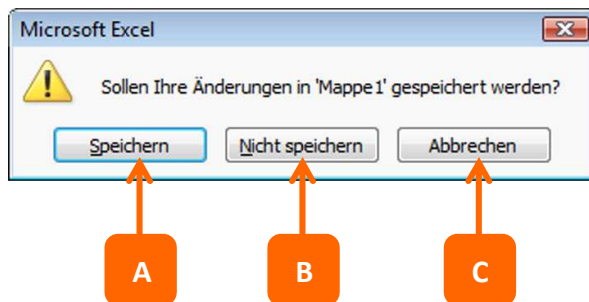 Microsoft Excel
Sollen Ihre Änderungen in 'Mappe1' gespeichert werden?
Speichern Nicht speichern Abbrechen
A B C